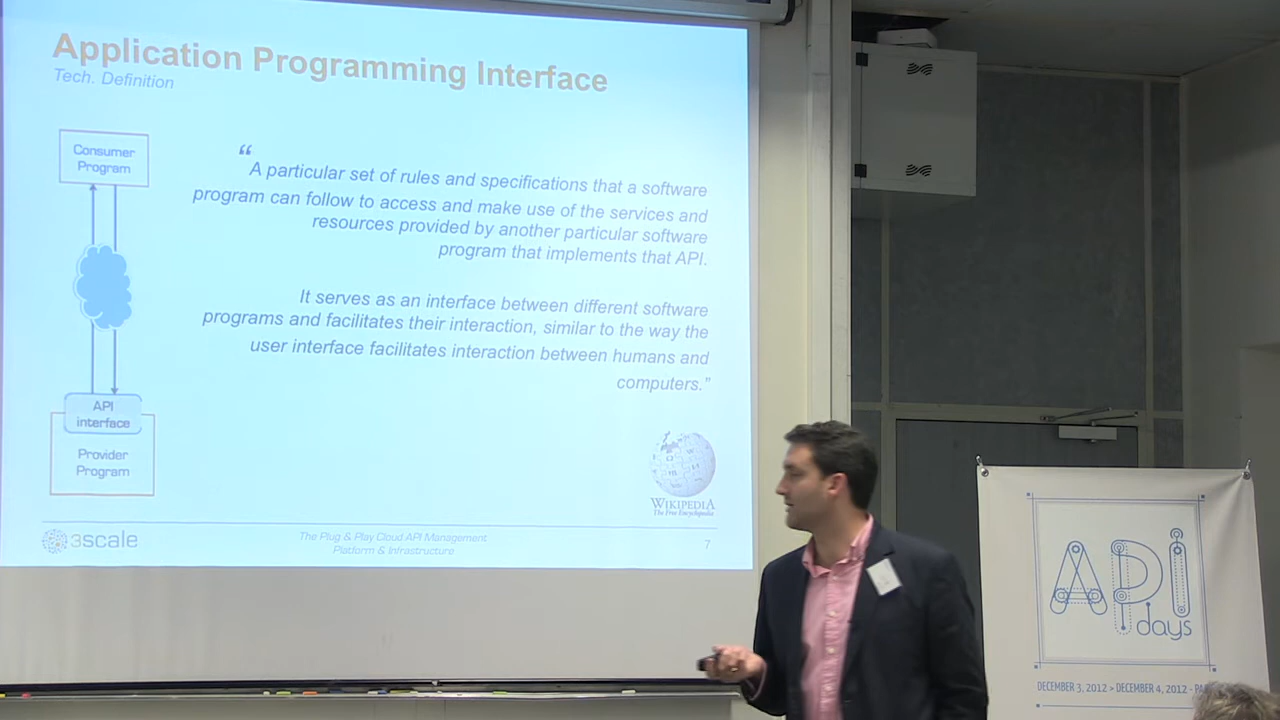 Application Programming Interface
Tech. Definition
Consumer
Program
API
interface
Provider
Program
“
A particular set of rules and specifications that a software
program can follow to access and make use of the services and
resources provided by another particular software
program that implements that API.
It serves as an interface between different software
programs and facilitates their interaction, similar to the way the
user interface facilitates interaction between humans and
computers.”
WIKIPEDIA
The Free Encyclopedia
3scale
The Plug & Play Cloud API Management
Platform & Infrastructure.
7
API
days
DECEMBER 3, 2012 > DECEMBER 4, 2012 -